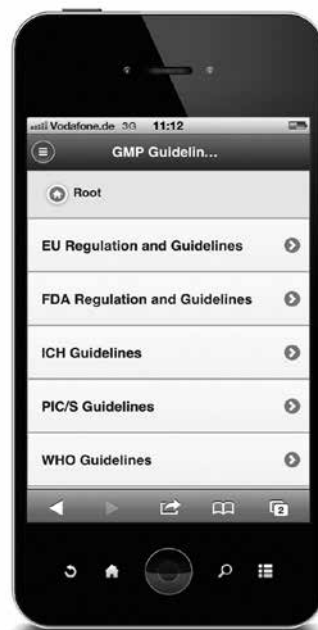 Vodafone.de 3G 11:12
GMP Guidelin...
Root
EU Regulation and Guidelines
FDA Regulation and Guidelines
ICH Guidelines
PIC/S Guidelines
WHO Guidelines
2